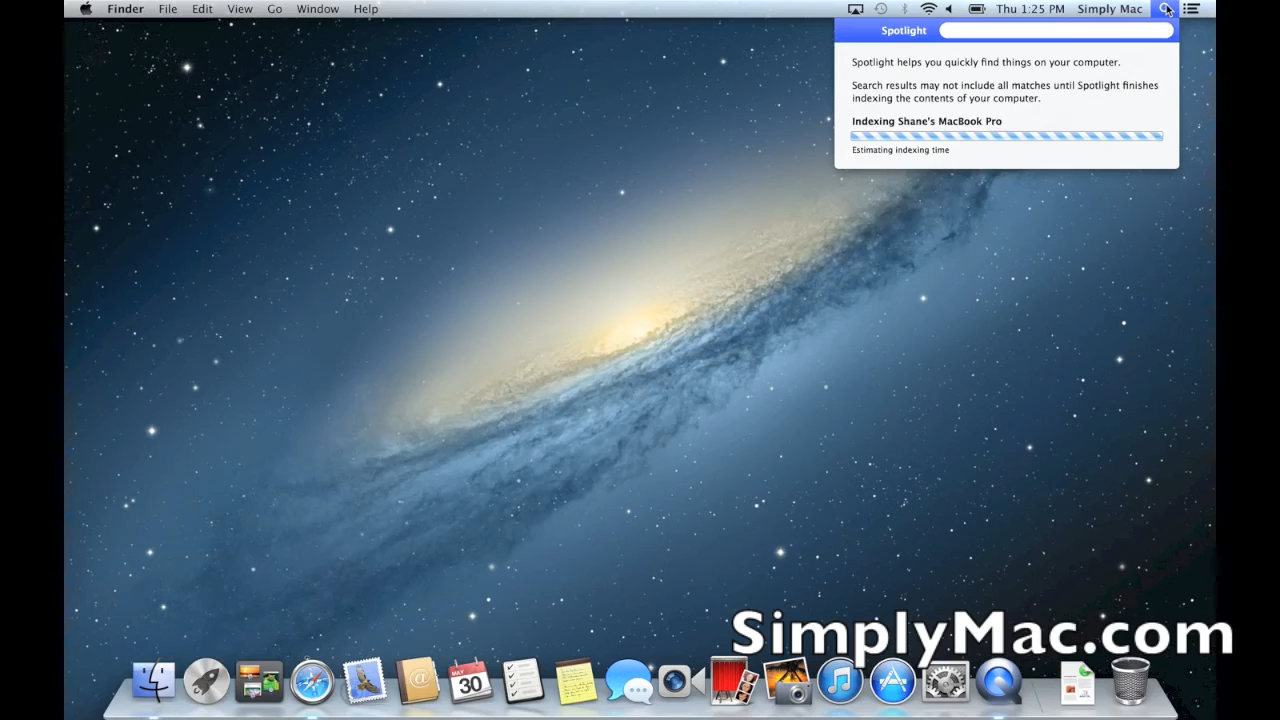 Finder File Edit View Go Window Help Thu 1:25 PM Simply Mac
Spotlight
Spotlight helps you quickly find things on your computer.
Search results may not include all matches until Spotlight finishes
indexing the contents of your computer.
Indexing Shane's MacBook Pro
Estimating indexing time
SimplyMac.com
MAY
30